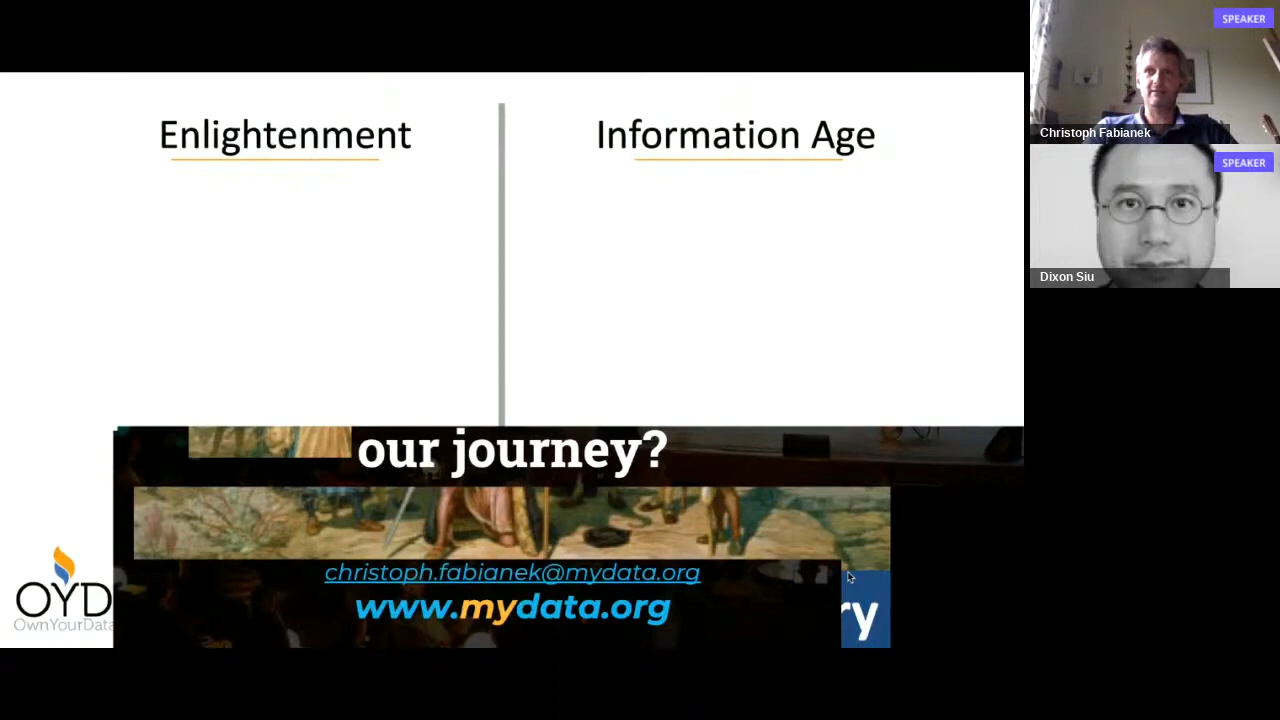 Enlightenment
Information Age
our journey?
christoph.fabianek@mydata.org
www.mydata.org
ry
OYD
OwnYourData
SPEAKER
Christoph Fabianek
SPEAKER
Dixon Siu